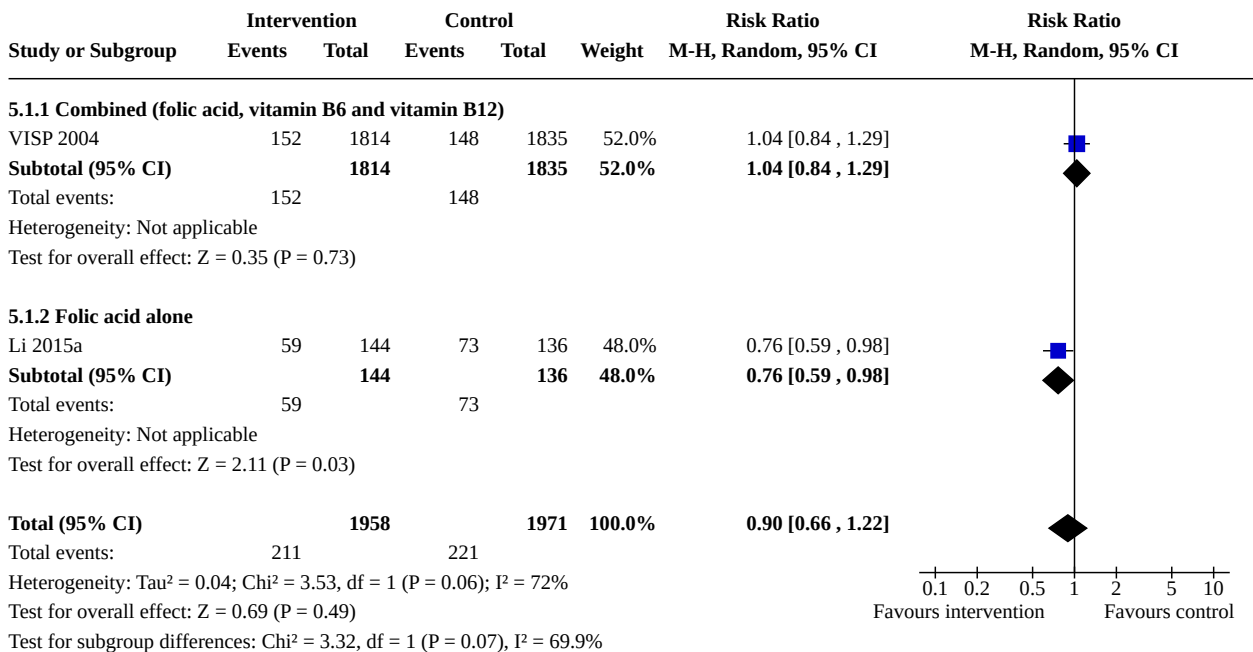 Intervention Control Risk Ratio Risk Ratio
Study or Subgroup Events Total Events Total Weight M-H, Random, 95% CI M-H, Random, 95% CI
5.1.1 Combined (folic acid, vitamin B6 and vitamin B12)
VISP 2004 152 1814 148 1835 52.0% 1.04 [0.84 , 1.29]
Subtotal (95% CI) 1814 1835 52.0% 1.04 [0.84 , 1.29]
Total events: 152 148
Heterogeneity: Not applicable
Test for overall effect: Z = 0.35 (P = 0.73)
5.1.2 Folic acid alone
Li 2015a 59 144 73 136 48.0% 0.76 [0.59 , 0.98]
Subtotal (95% CI) 144 136 48.0% 0.76 [0.59 , 0.98]
Total events: 59 73
Heterogeneity: Not applicable
Test for overall effect: Z = 2.11 (P = 0.03)
Total (95% CI) 1958 1971 100.0% 0.90 [0.66 , 1.22]
Total events: 211 221
Heterogeneity: Tau² = 0.04; Chi² = 3.53, df = 1 (P = 0.06); I² = 72%
0.1 0.2 0.5 1 2 5 10
Test for overall effect: Z = 0.69 (P = 0.49) Favours intervention Favours control
Test for subgroup differences: Chi² = 3.32, df = 1 (P = 0.07), I² = 69.9%